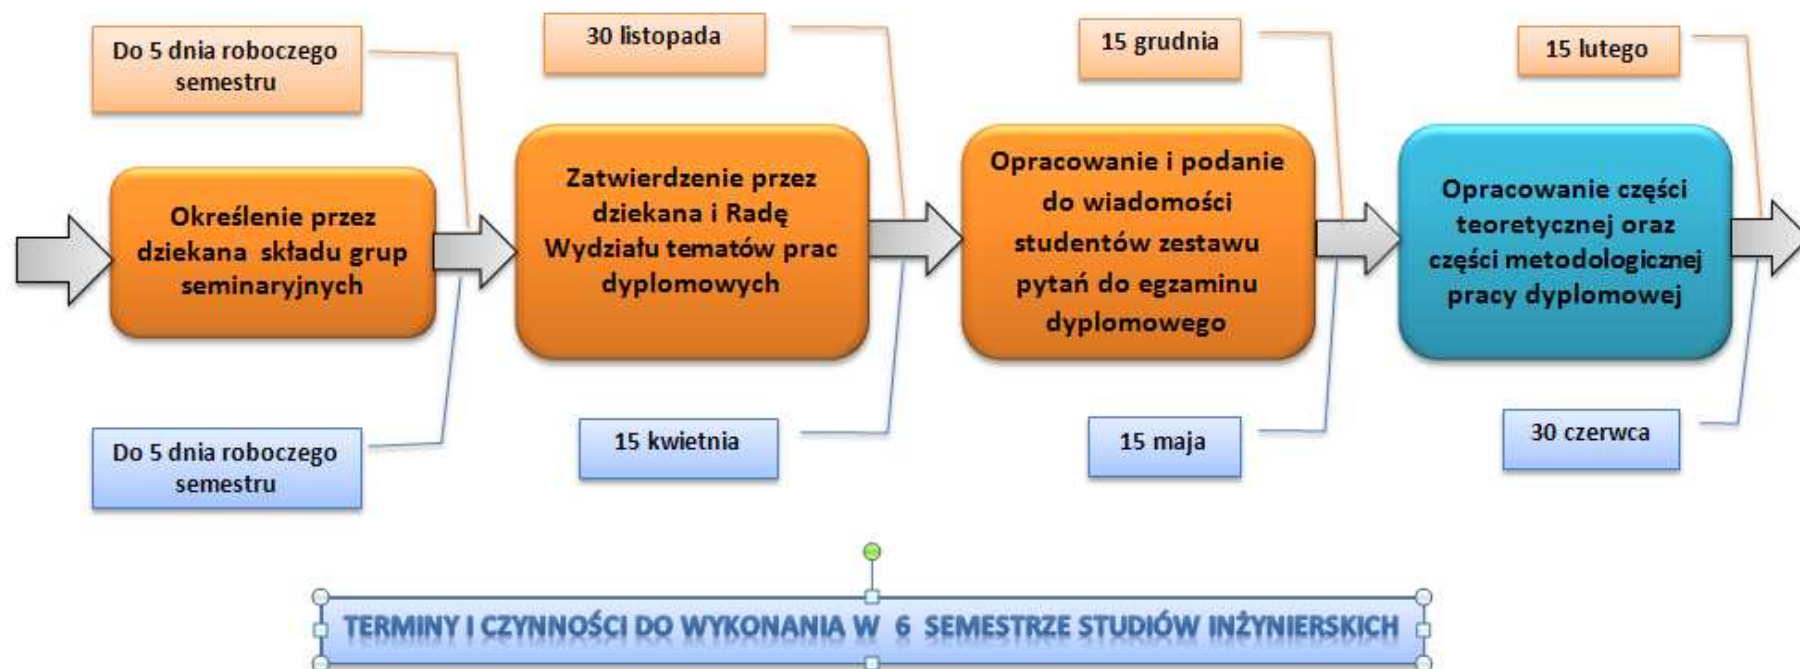 Do 5 dnia roboczego
semestru
30 listopada
15 grudnia
15 lutego
Określenie przez
dziekana składu grup
seminaryjnych
Zatwierdzenie przez
dziekana i Radę
Wydziału tematów prac
dyplomowych
Opracowanie i podanie
do wiadomości
studentów zestawu
pytań do egzaminu
dyplomowego
Opracowanie części
teoretycznej oraz
części metodologicznej
pracy dyplomowej
Do 5 dnia roboczego
semestru
15 kwietnia
15 maja
30 czerwca
TERMINY I CZYNNOŚCI DO WYKONANIA W 6 SEMESTRZE STUDIÓW INŻYNIERSKICH